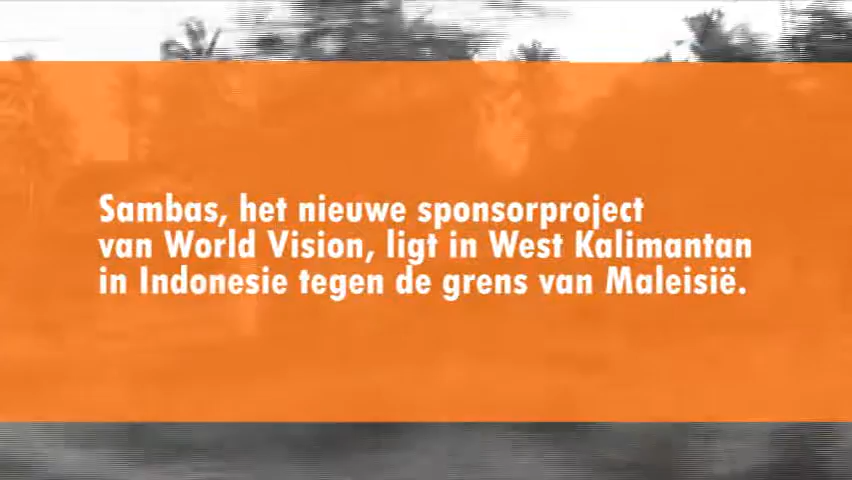 Sambas, het nieuwe sponsorproject
van World Vision, ligt in West Kalimantan
in Indonesie tegen de grens van Maleisië.